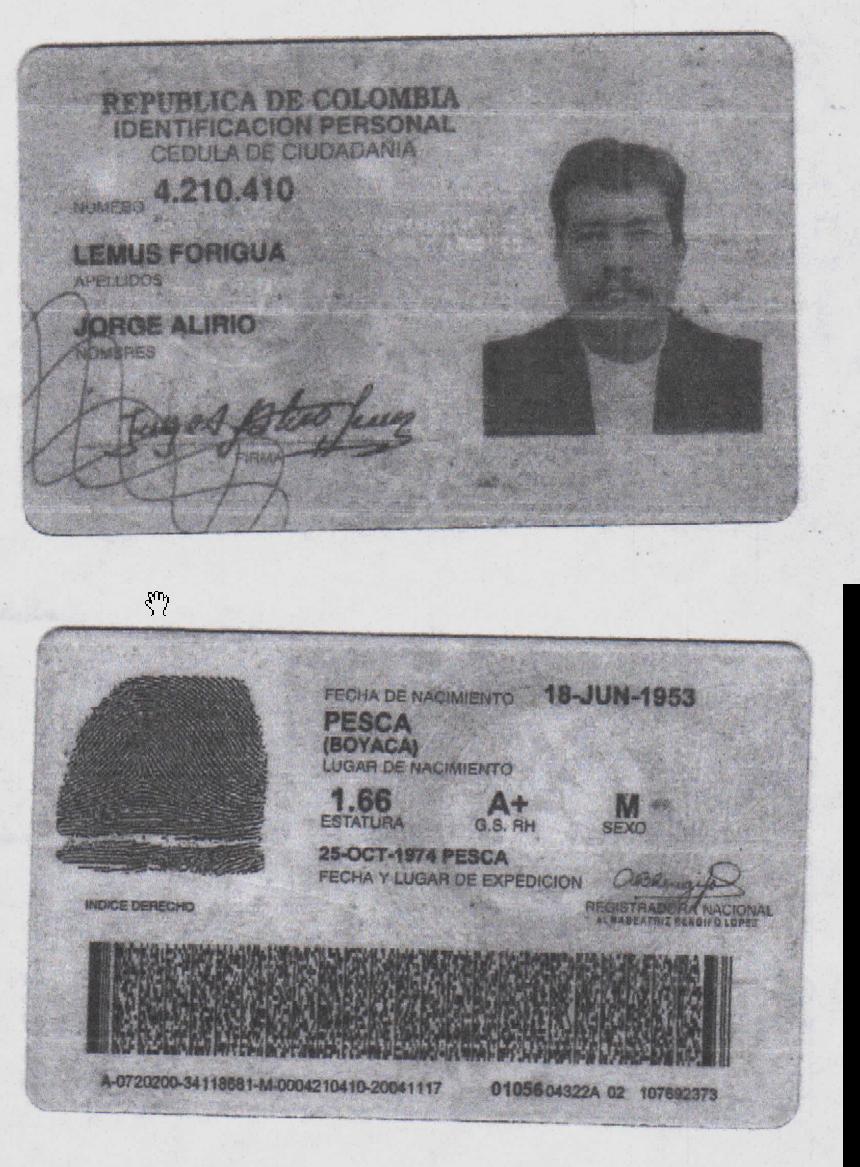 REPUBLICA DE COLOMBIA
IDENTIFICACION PERSONAL
CEDULA DE CIUDADANIA
NUMERO 4.210.410
LEMUS FORIGUA
APELLIDOS
JORGE ALIRIO
NOMBRES
FIRMA
FECHA DE NACIMIENTO 18-JUN-1953
PESCA
(BOYACA)
LUGAR DE NACIMIENTO
1.66 A+ M
ESTATURA G.S. RH SEXO
25-OCT-1974 PESCA
FECHA Y LUGAR DE EXPEDICION
INDICE DERECHO
REGISTRADORA NACIONAL
ALMABEATRIZ RENGIFO LOPEZ
A-0720200-34118681-M-0004210410-20041117 0105604322A 02 107692373